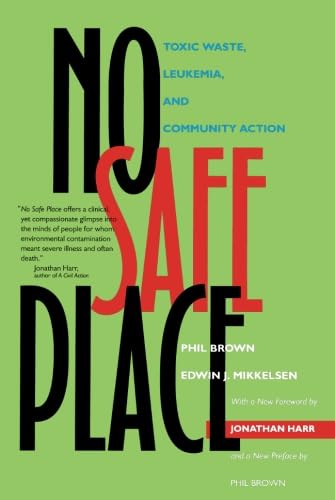 NO
SAFE
PLACE
TOXIC WASTE,
LEUKEMIA,
AND
COMMUNITY ACTION
"No Safe Place offers a clinical,
yet compassionate glimpse into
the minds of people for whom
environmental contamination
meant severe illness and often
death."
Jonathan Harr,
author of A Civil Action
PHIL BROWN
EDWIN J. MIKKELSEN
With a New Foreword by
JONATHAN HARR
and a New Preface by
PHIL BROWN